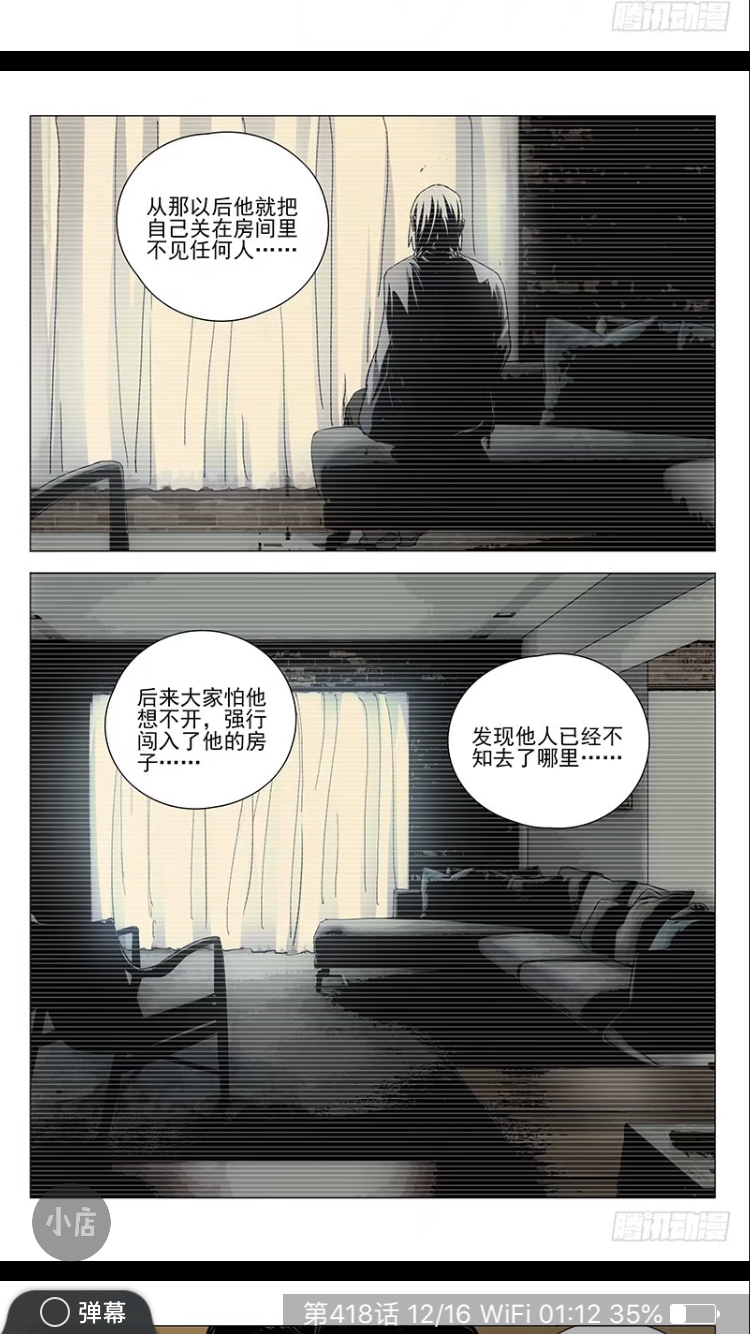 腾讯动漫
从那以后他就把
自己关在房间里
不见任何人……
后来大家怕他
想不开，强行
闯入了他的房
子……
发现他人已经不
知去了哪里……
小店
腾讯动漫
弹幕
第418话 12/16 WiFi 01:12 35%